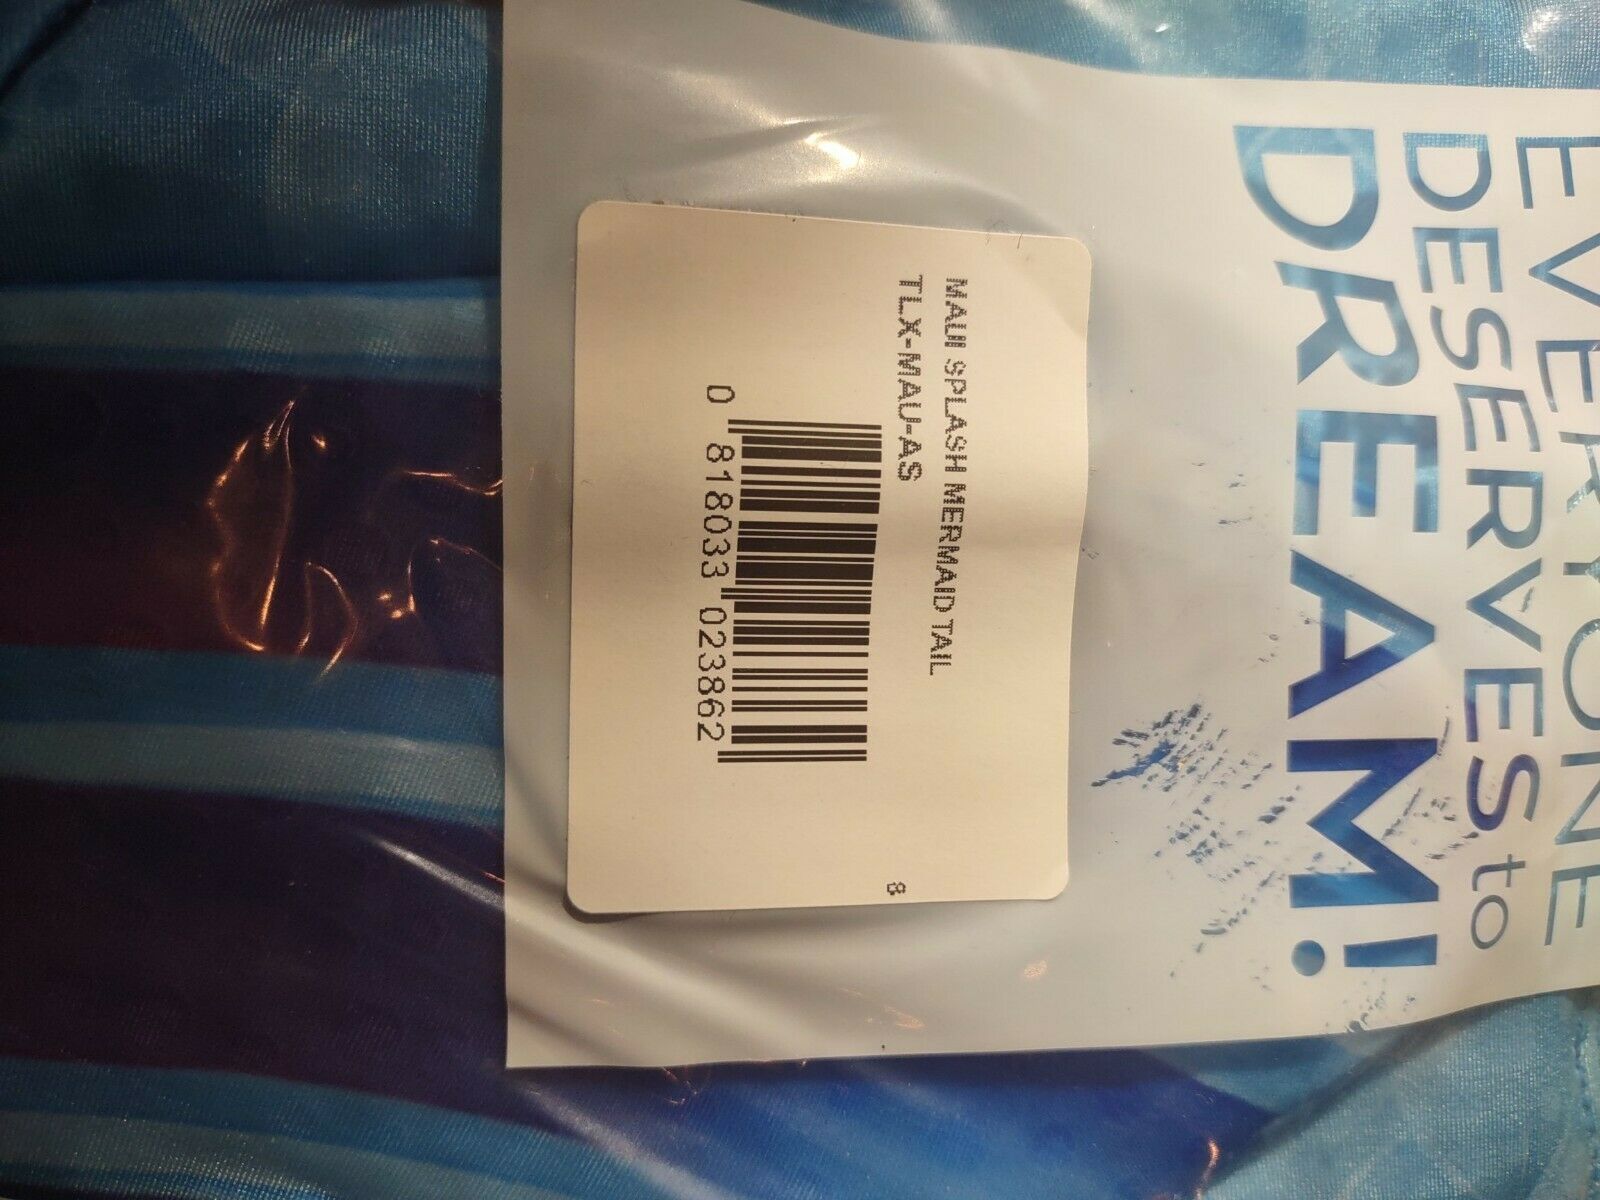 EVERYONE
DESERVES to
DREAM!
MAUI SPLASH MERMAID TAIL
TLX-MAU-AS
0 818033 023862
8